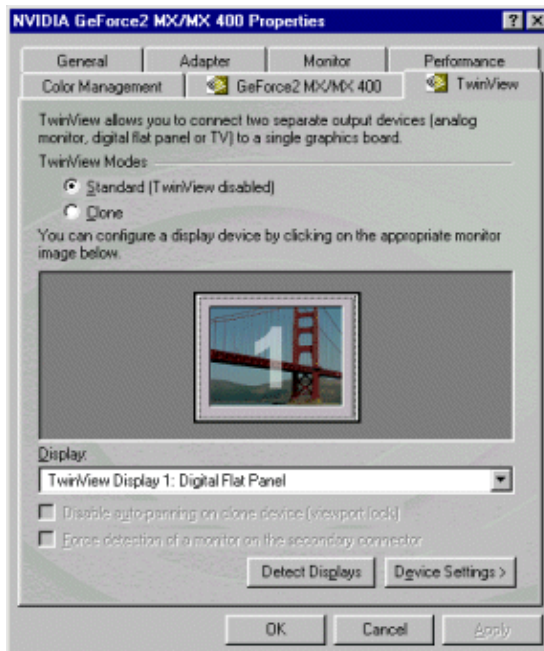 NVIDIA GeForce2 MX/MX 400 Properties
General Adapter Monitor Performance
Color Management GeForce2 MX/MX 400 TwinView
TwinView allows you to connect two separate output devices (analog
monitor, digital flat panel or TV) to a single graphics board.
TwinView Modes
Standard (TwinView disabled)
Clone
You can configure a display device by clicking on the appropriate monitor
image below.
1
Display:
TwinView Display 1: Digital Flat Panel
Disable auto-panning on clone device (viewport lock)
Force detection of a monitor on the secondary connector
Detect Displays Device Settings >
OK Cancel Apply